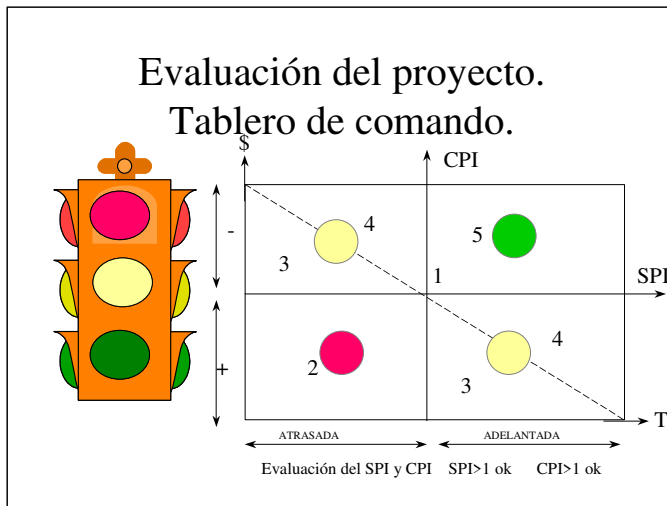 Evaluación del proyecto.
Tablero de comando.
$
CPI
4
5
-
3
1
SPI
4
2
3
+
T
ATRASADA
ADELANTADA
Evaluación del SPI y CPI SPI>1 ok CPI>1 ok